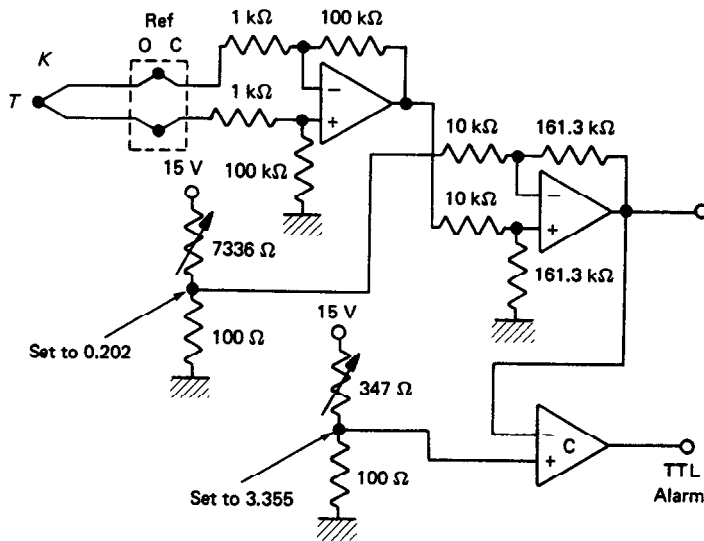 Ref
O C
K
T
1 kΩ
100 kΩ
1 kΩ
100 kΩ
−
+
15 V
7336 Ω
100 Ω
Set to 0.202
10 kΩ
161.3 kΩ
10 kΩ
161.3 kΩ
−
+
15 V
347 Ω
100 Ω
Set to 3.355
−
+
C
TTL
Alarm